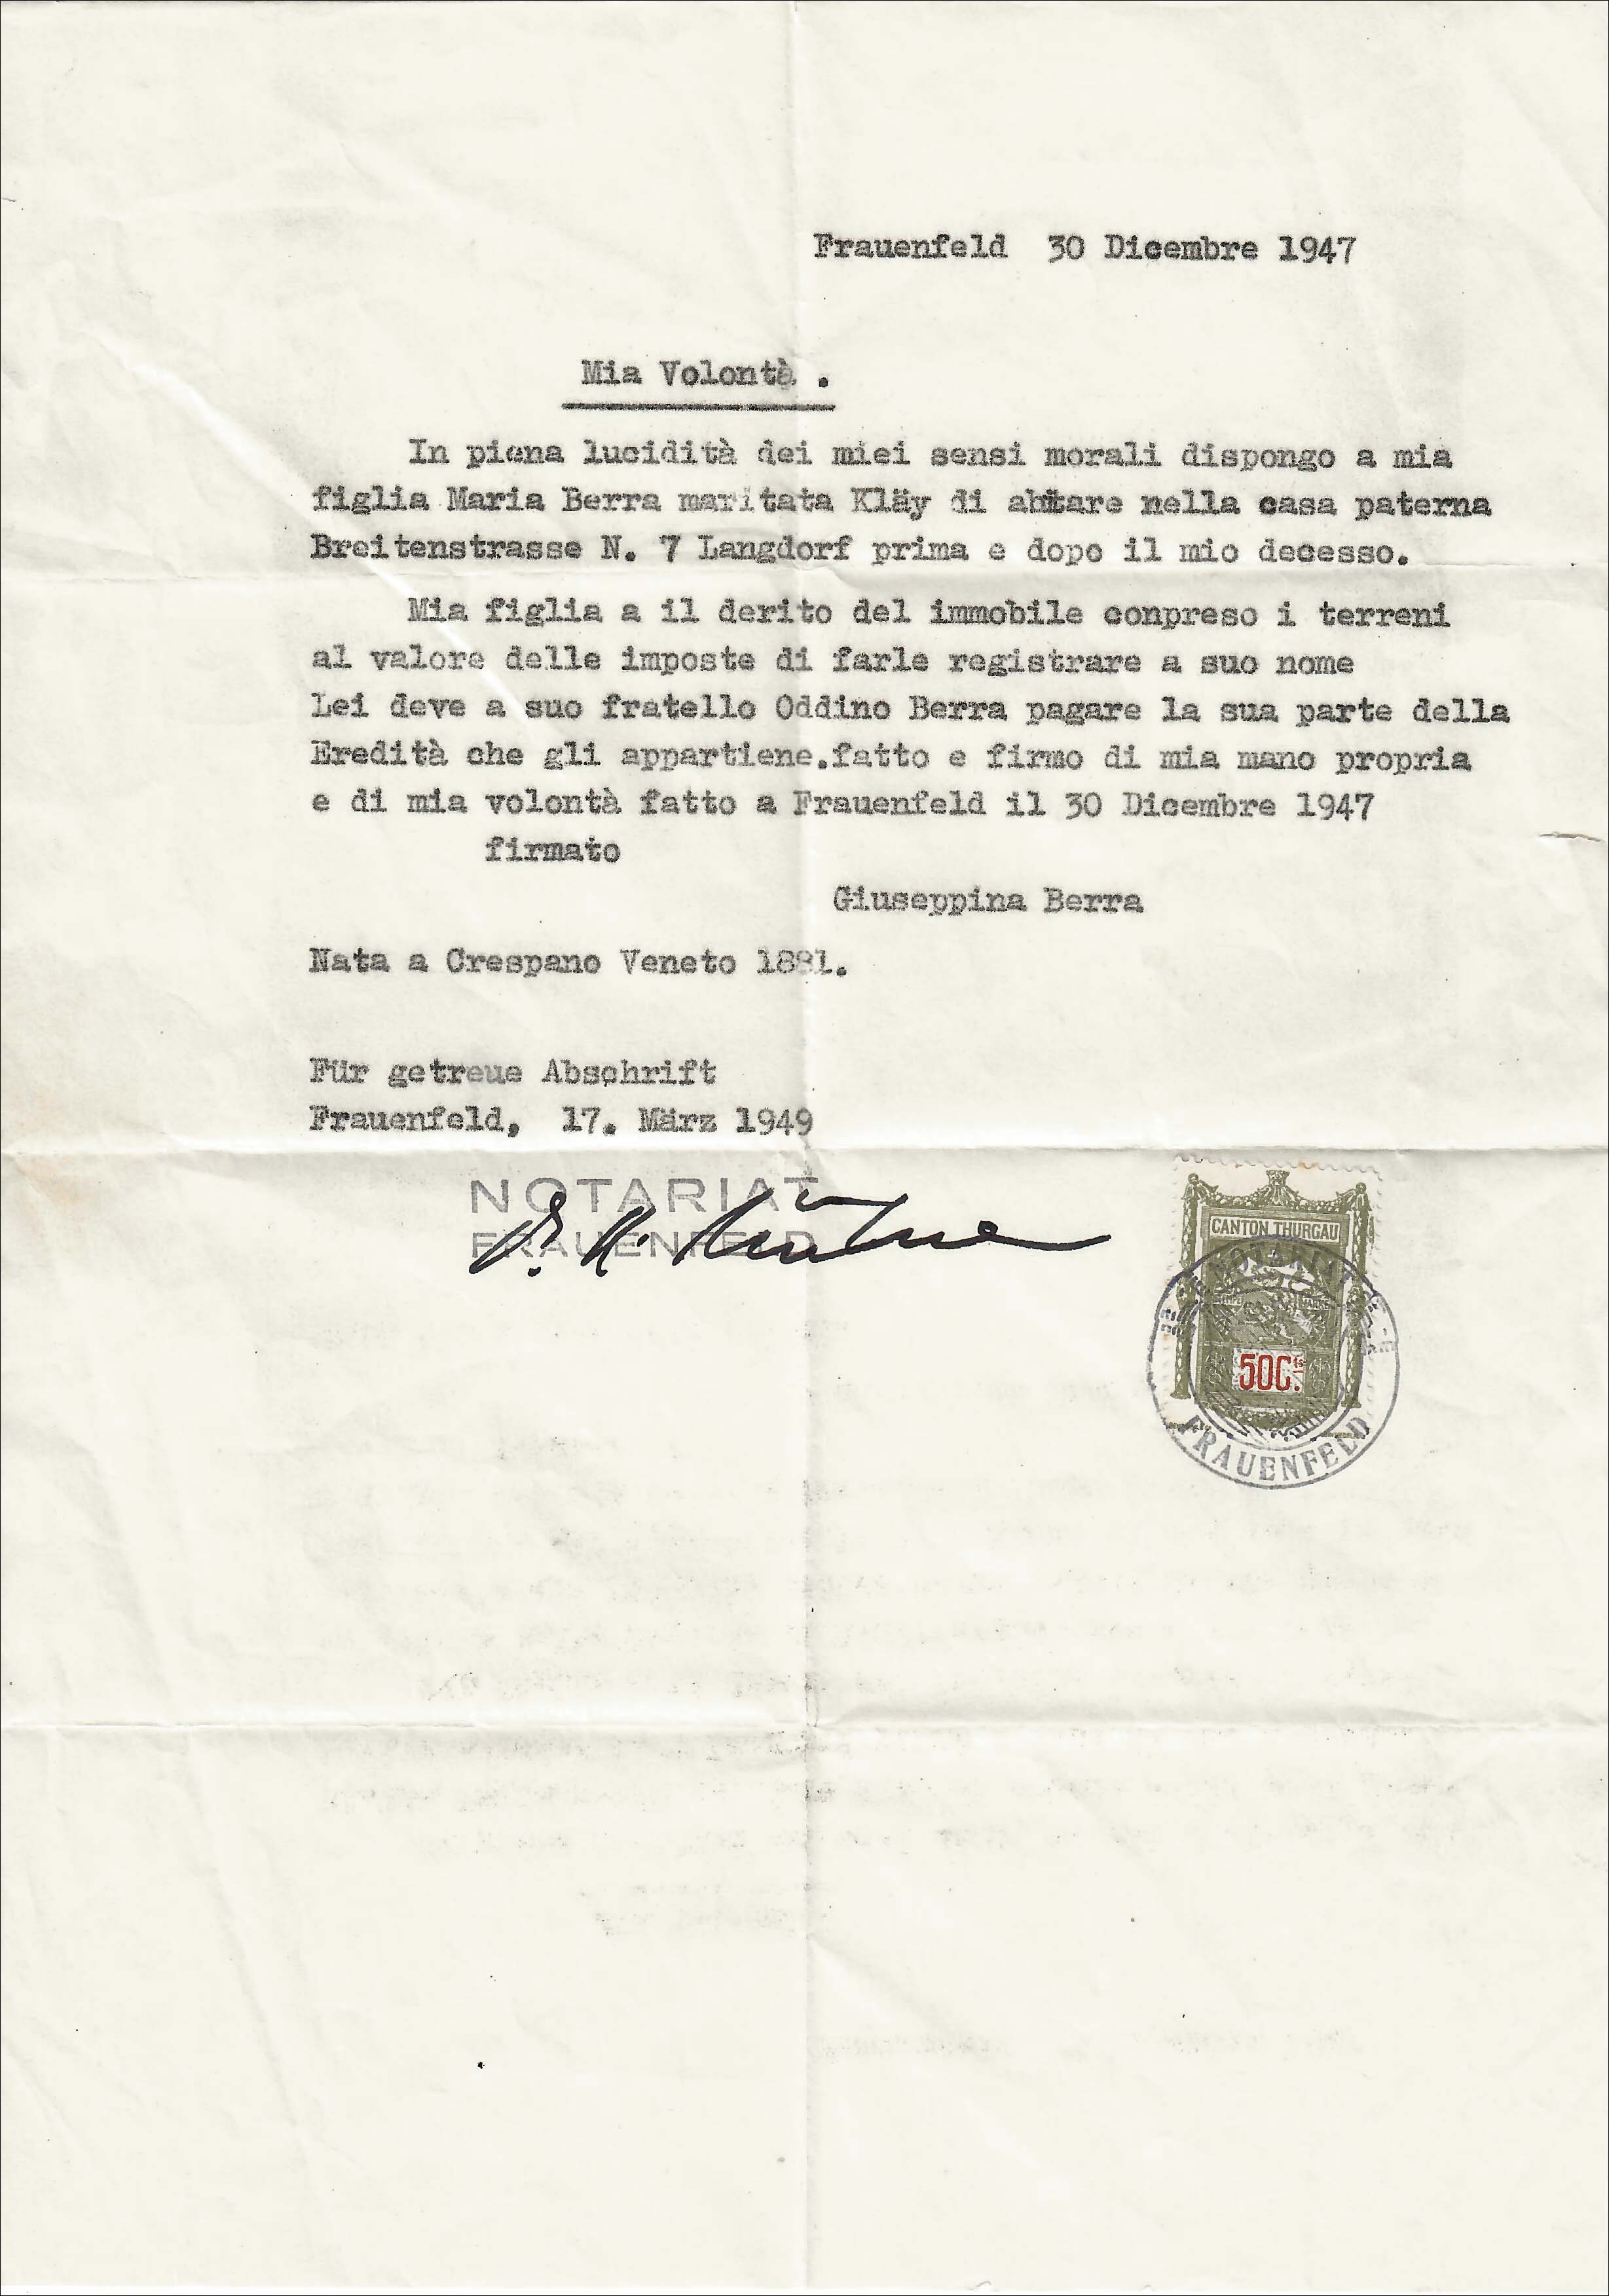 Frauenfeld 30 Dicembre 1947
Mia Volontà .
In piena lucidità dei miei sensi morali dispongo a mia
figlia Maria Berra maritata Kläy di abitare nella casa paterna
Breitenstrasse N. 7 Langdorf prima e dopo il mio decesso.
Mia figlia a il derito del immobile conpreso i terreni
al valore delle imposte di farle registrare a suo nome
Lei deve a suo fratello Oddino Berra pagare la sua parte della
Eredità che gli appartiene.fatto e firmo di mia mano propria
e di mia volontà fatto a Frauenfeld il 30 Dicembre 1947
firmato
Giuseppina Berra
Nata a Crespano Veneto 1881.
Für getreue Abschrift
Frauenfeld, 17. März 1949
NOTARIAT
FRAUENFELD
CANTON THURGAU
NOTARIAT
50Cts.
FRAUENFELD